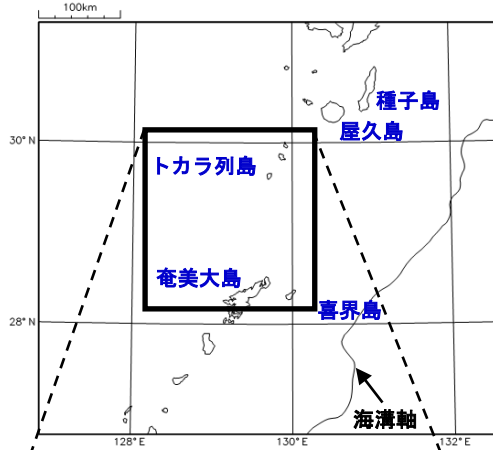 100km
種子島
屋久島
30°N
トカラ列島
奄美大島
喜界島
28°N
海溝軸
128°E
130°E
132°E